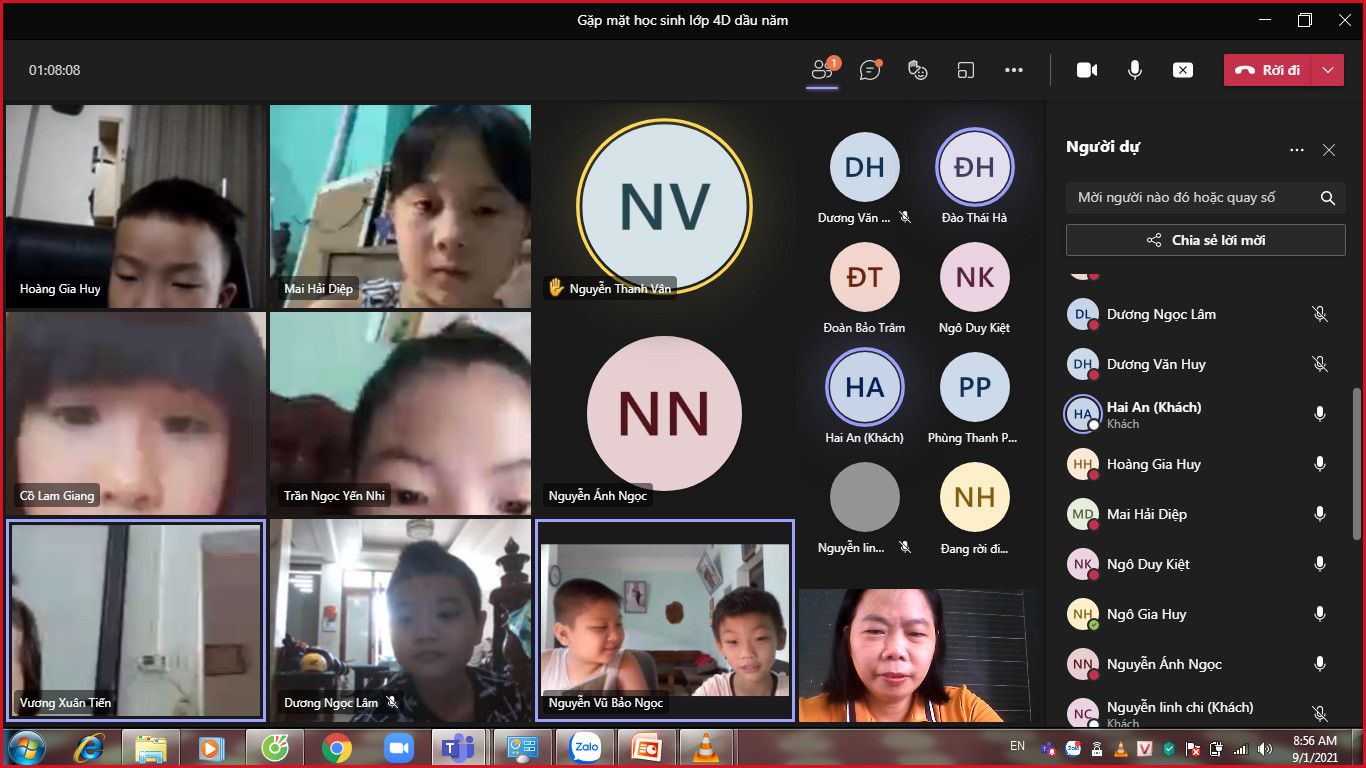 Gặp mặt học sinh lớp 4D dầu năm
01:08:08
1
Rời đi
Hoàng Gia Huy
Mai Hải Diệp
NV
Nguyễn Thanh Vân
DH
Dương Văn ...
ĐH
Đào Thái Hà
ĐT
Đoàn Bảo Trâm
NK
Ngô Duy Kiệt
Cồ Lam Giang
Trần Ngọc Yến Nhi
NN
Nguyễn Ánh Ngọc
HA
Hai An (Khách)
PP
Phùng Thanh P...
Nguyễn lin...
NH
Đang rời đi...
Vương Xuân Tiến
Dương Ngọc Lâm
Nguyễn Vũ Bảo Ngọc
Người dự
Mời người nào đó hoặc quay số
Chia sẻ lời mời
DL Dương Ngọc Lâm
DH Dương Văn Huy
HA Hai An (Khách)
Khách
HH Hoàng Gia Huy
MD Mai Hải Diệp
NK Ngô Duy Kiệt
NH Ngô Gia Huy
NN Nguyễn Ánh Ngọc
NC Nguyễn linh chi (Khách)
Khách
Zalo
EN
8:56 AM
9/1/2021